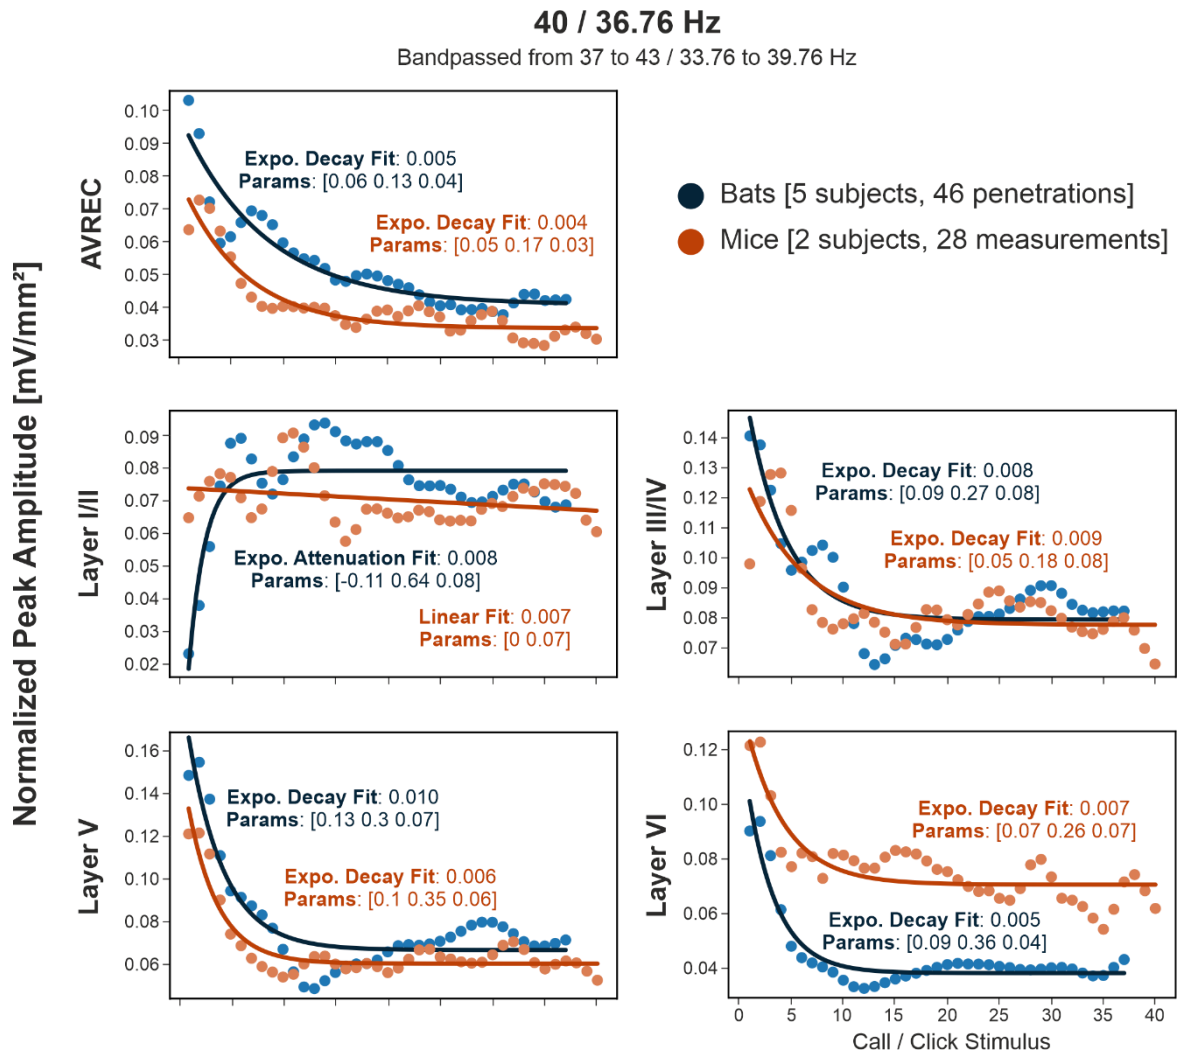 40 / 36.76 Hz
Bandpassed from 37 to 43 / 33.76 to 39.76 Hz
Normalized Peak Amplitude [mV/mm²]
AVREC
0.10
0.09
0.08
0.07
0.06
0.05
0.04
0.03
Expo. Decay Fit: 0.005
Params: [0.06 0.13 0.04]
Expo. Decay Fit: 0.004
Params: [0.05 0.17 0.03]
Bats [5 subjects, 46 penetrations]
Mice [2 subjects, 28 measurements]
Layer I/II
0.09
0.08
0.07
0.06
0.05
0.04
0.03
0.02
Expo. Attenuation Fit: 0.008
Params: [-0.11 0.64 0.08]
Linear Fit: 0.007
Params: [0 0.07]
Layer III/IV
0.14
0.13
0.12
0.11
0.10
0.09
0.08
0.07
Expo. Decay Fit: 0.008
Params: [0.09 0.27 0.08]
Expo. Decay Fit: 0.009
Params: [0.05 0.18 0.08]
Layer V
0.16
0.14
0.12
0.10
0.08
0.06
Expo. Decay Fit: 0.010
Params: [0.13 0.3 0.07]
Expo. Decay Fit: 0.006
Params: [0.1 0.35 0.06]
Layer VI
0.12
0.10
0.08
0.06
0.04
Expo. Decay Fit: 0.007
Params: [0.07 0.26 0.07]
Expo. Decay Fit: 0.005
Params: [0.09 0.36 0.04]
0 5 10 15 20 25 30 35 40
Call / Click Stimulus